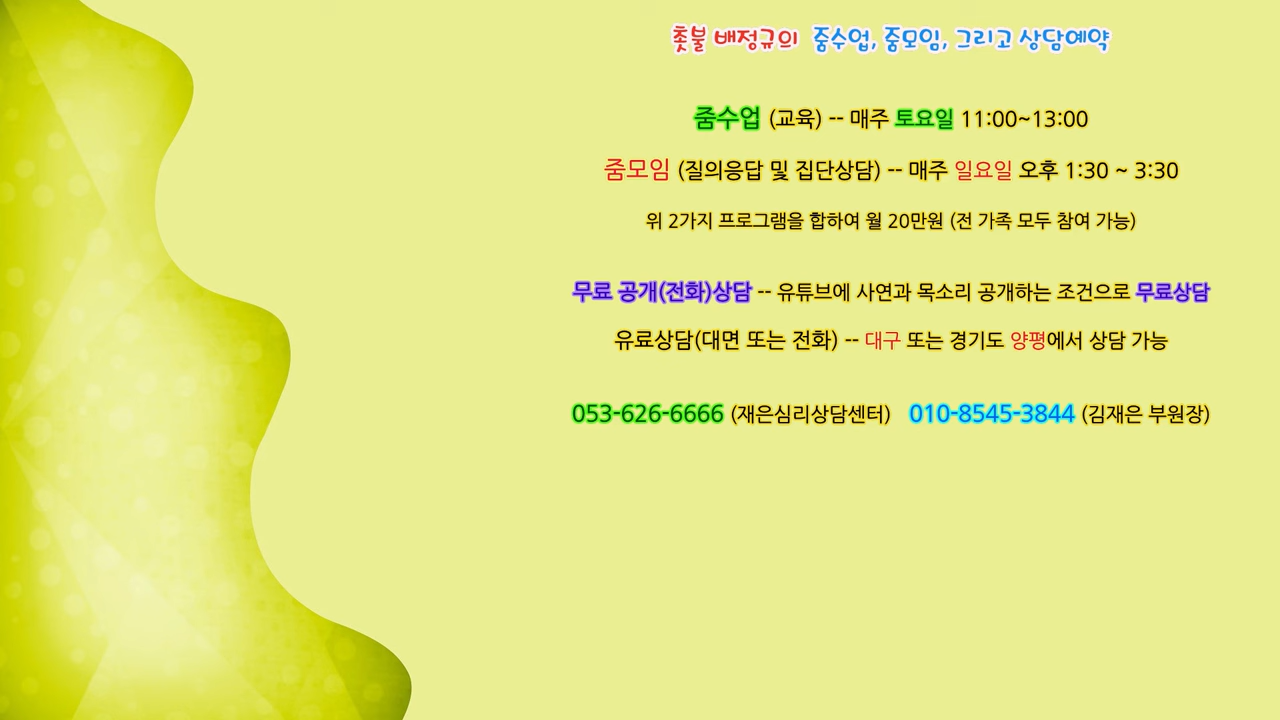 촛불 배정규의 줌수업, 줌모임, 그리고 상담예약
줌수업 (교육) -- 매주 토요일 11:00~13:00
줌모임 (질의응답 및 집단상담) -- 매주 일요일 오후 1:30 ~ 3:30
위 2가지 프로그램을 합하여 월 20만원 (전 가족 모두 참여 가능)
무료 공개(전화)상담 -- 유튜브에 사연과 목소리 공개하는 조건으로 무료상담
유료상담(대면 또는 전화) -- 대구 또는 경기도 양평에서 상담 가능
053-626-6666 (재은심리상담센터) 010-8545-3844 (김재은 부원장)